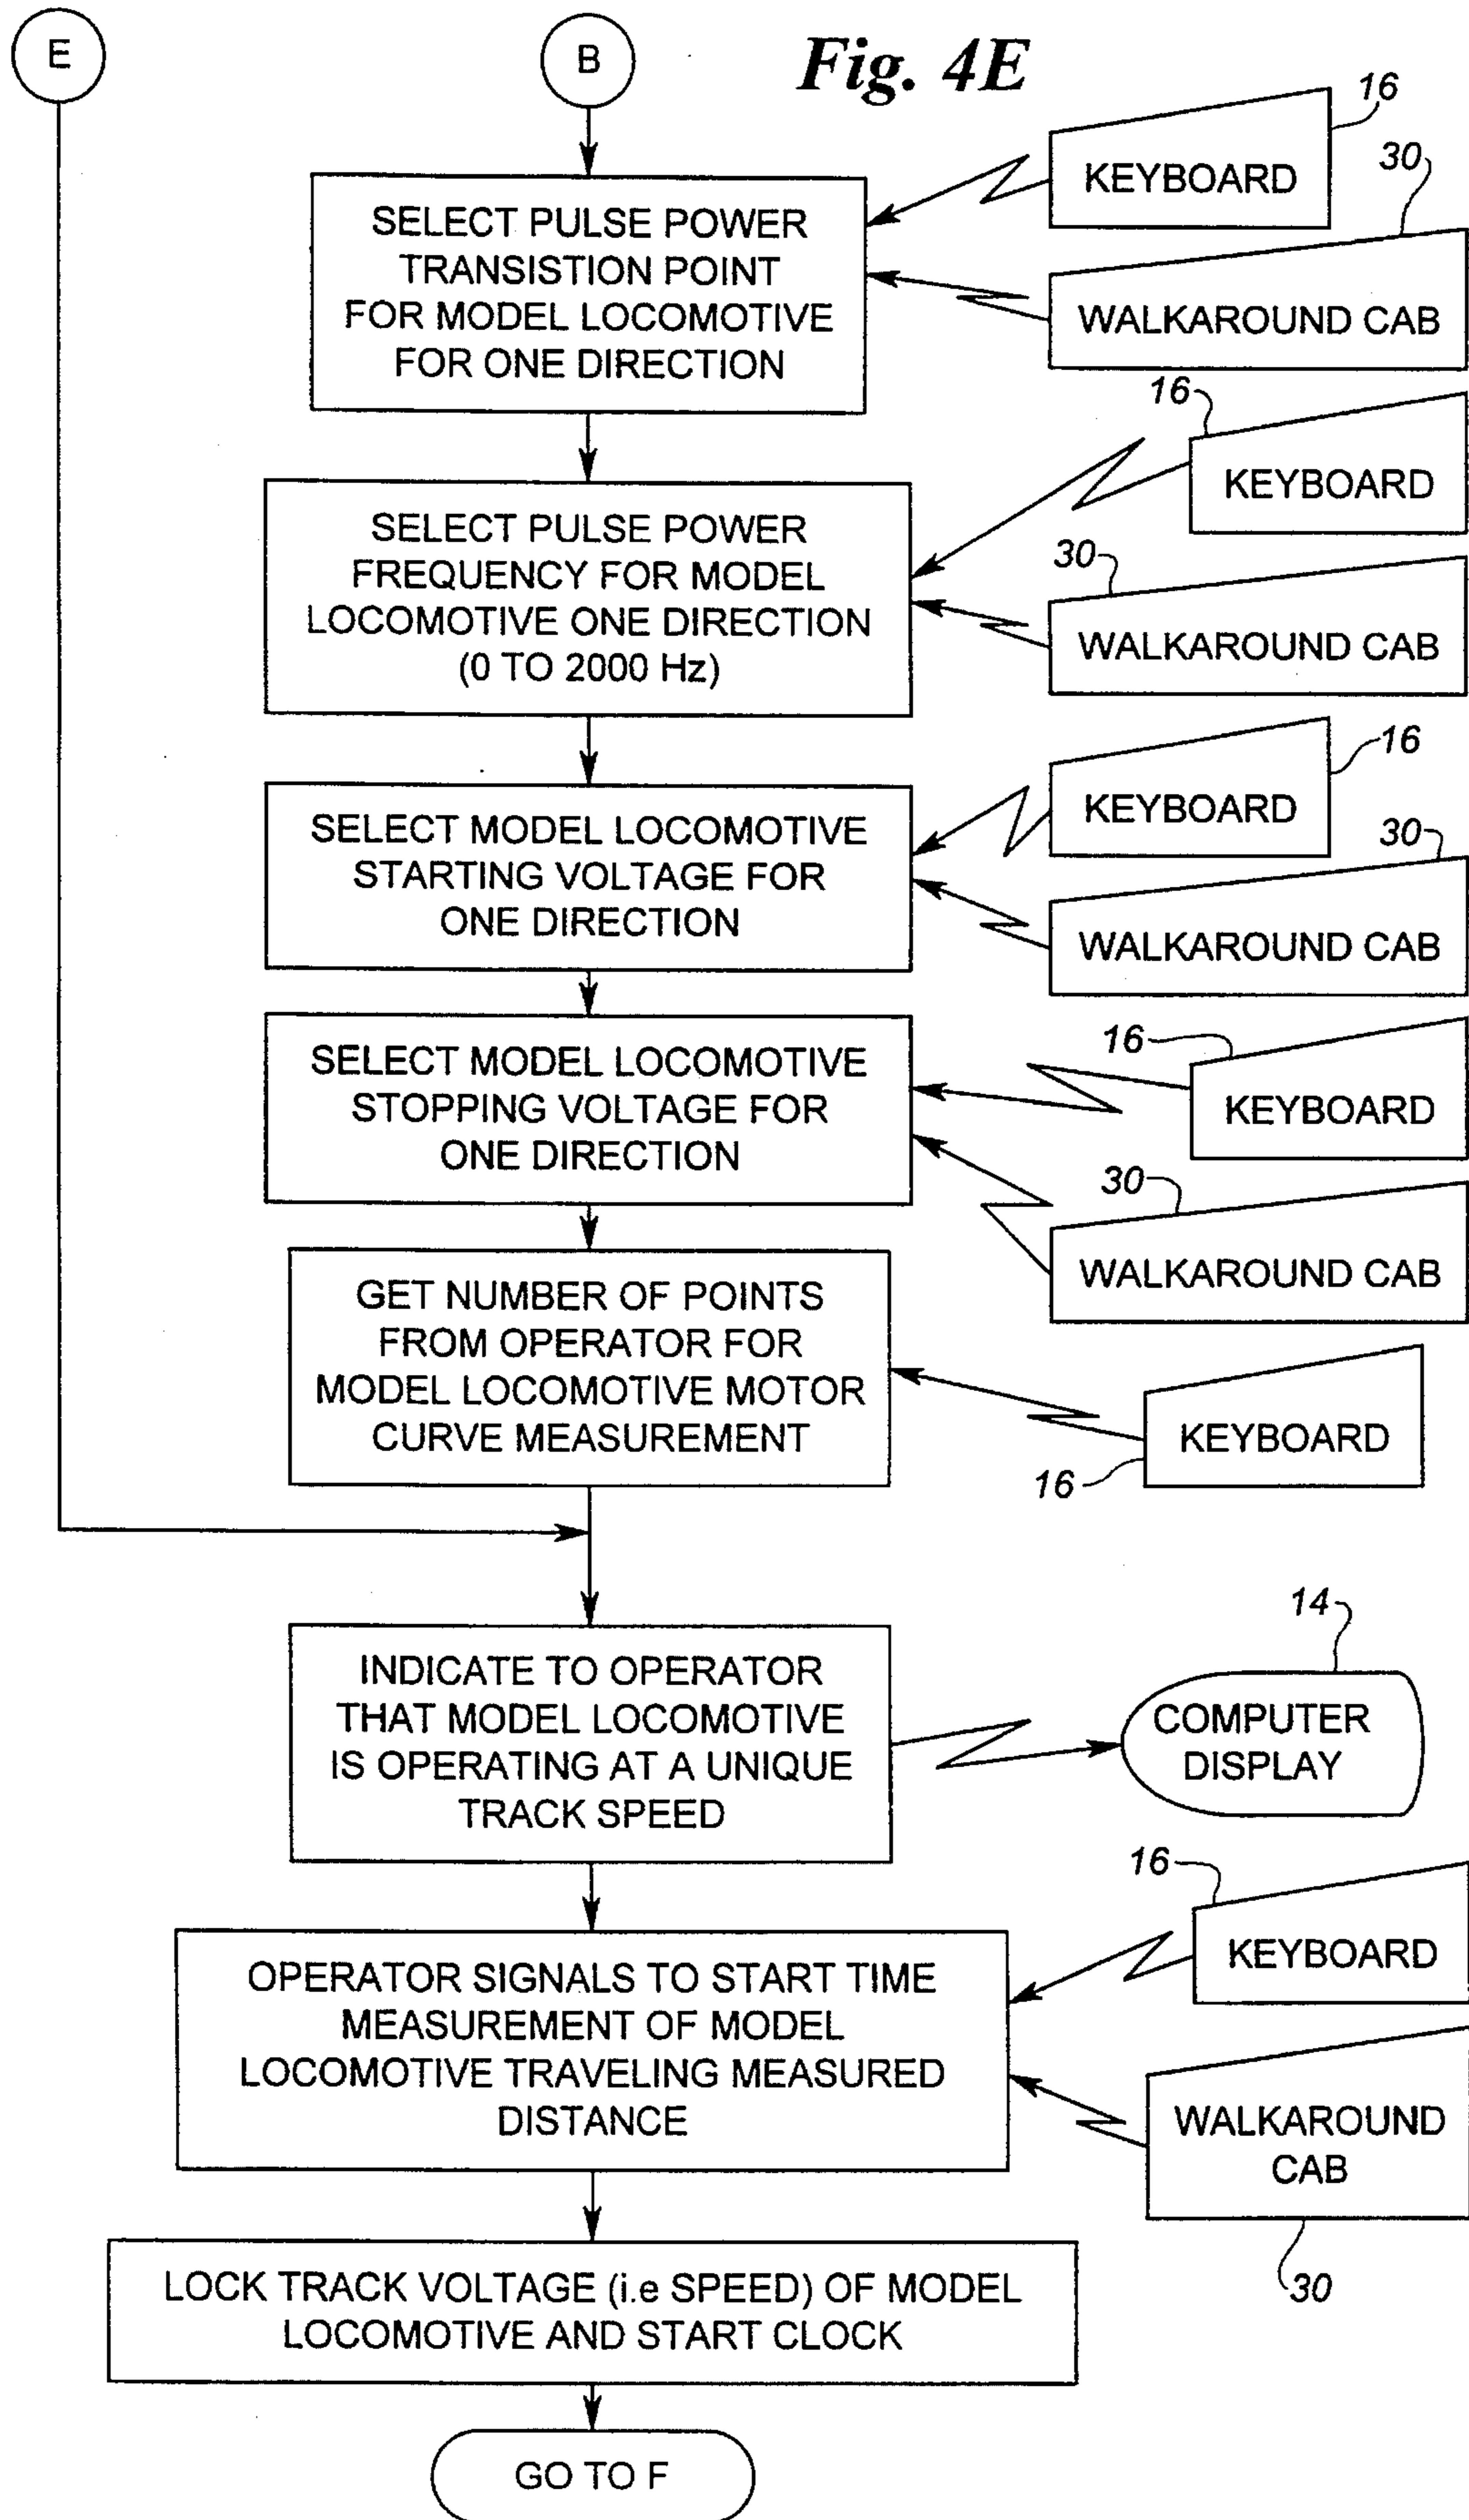 E
B
Fig. 4E
SELECT PULSE POWER
TRANSISTION POINT
FOR MODEL LOCOMOTIVE
FOR ONE DIRECTION
16
KEYBOARD
30
WALKAROUND CAB
SELECT PULSE POWER
FREQUENCY FOR MODEL
LOCOMOTIVE ONE DIRECTION
(0 TO 2000 Hz)
16
KEYBOARD
30
WALKAROUND CAB
SELECT MODEL LOCOMOTIVE
STARTING VOLTAGE FOR
ONE DIRECTION
16
KEYBOARD
30
WALKAROUND CAB
SELECT MODEL LOCOMOTIVE
STOPPING VOLTAGE FOR
ONE DIRECTION
16
KEYBOARD
30
WALKAROUND CAB
GET NUMBER OF POINTS
FROM OPERATOR FOR
MODEL LOCOMOTIVE MOTOR
CURVE MEASUREMENT
KEYBOARD
16
INDICATE TO OPERATOR
THAT MODEL LOCOMOTIVE
IS OPERATING AT A UNIQUE
TRACK SPEED
14
COMPUTER
DISPLAY
OPERATOR SIGNALS TO START TIME
MEASUREMENT OF MODEL
LOCOMOTIVE TRAVELING MEASURED
DISTANCE
16
KEYBOARD
WALKAROUND
CAB
30
LOCK TRACK VOLTAGE (i.e SPEED) OF MODEL
LOCOMOTIVE AND START CLOCK
GO TO F